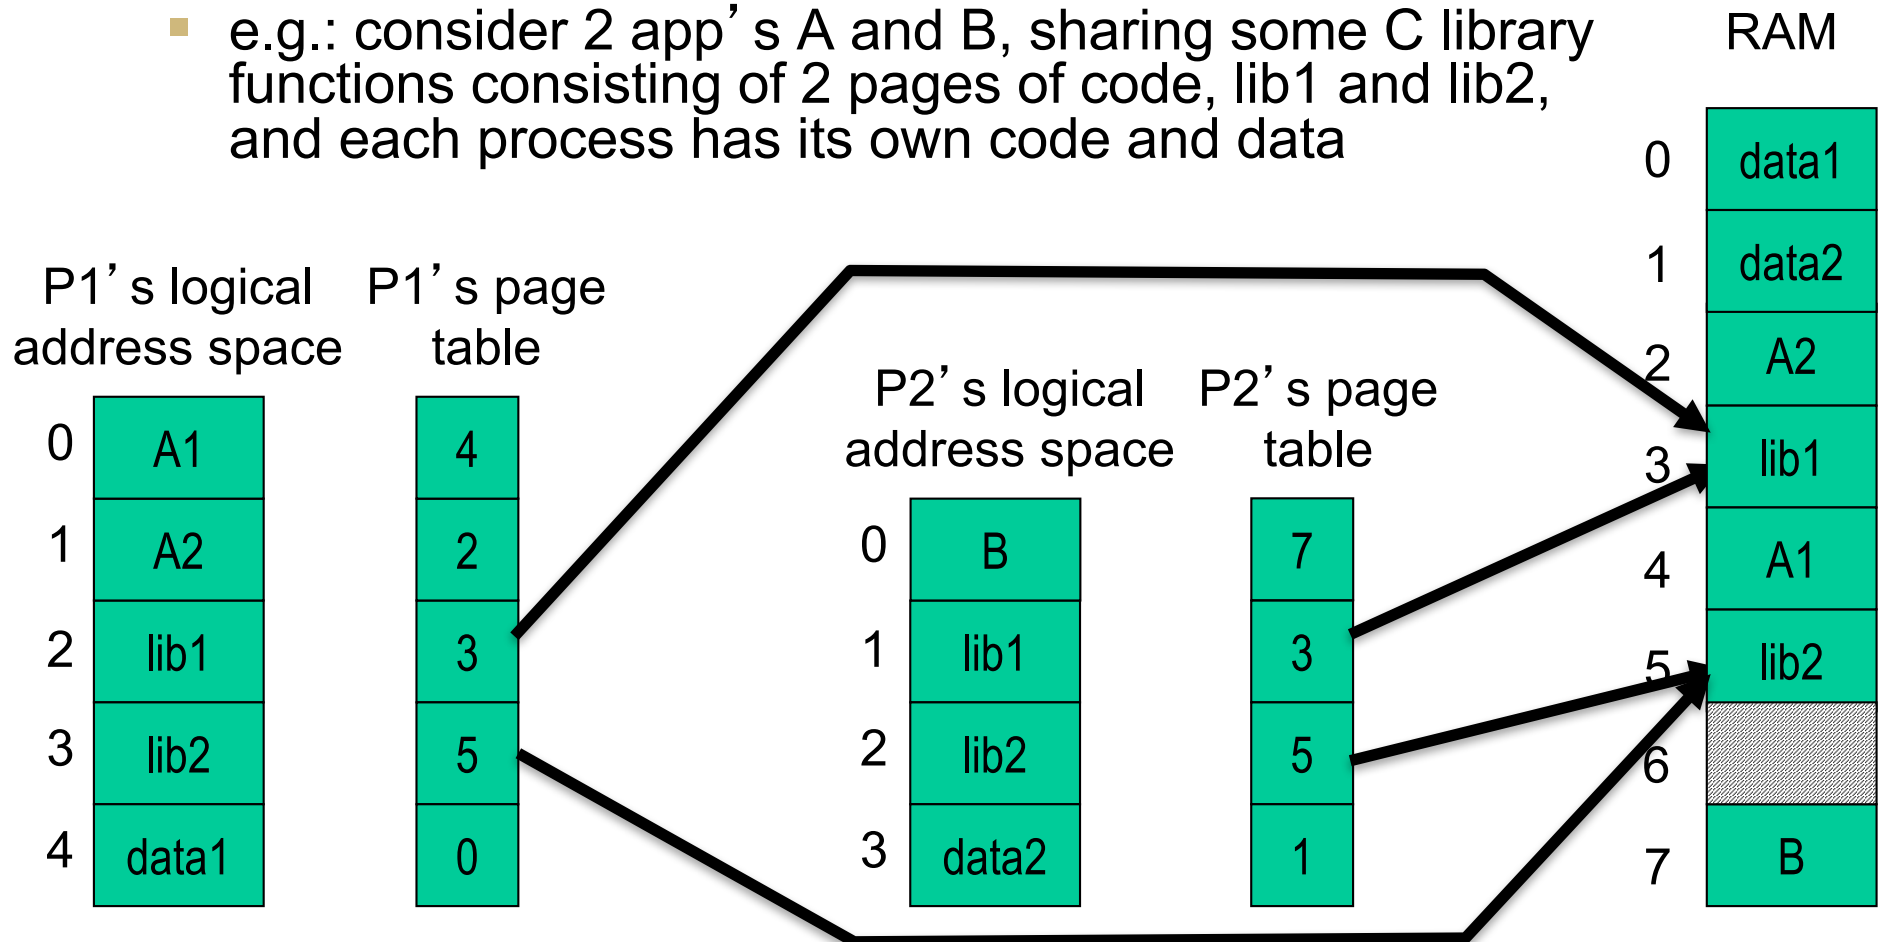 e.g.: consider 2 app’s A and B, sharing some C library
functions consisting of 2 pages of code, lib1 and lib2,
and each process has its own code and data
RAM
0 data1
1 data2
2 A2
3 lib1
4 A1
5 lib2
6
7 B
P1’s logical
address space
0 A1
1 A2
2 lib1
3 lib2
4 data1
P1’s page
table
4
2
3
5
0
P2’s logical
address space
0 B
1 lib1
2 lib2
3 data2
P2’s page
table
7
3
5
1